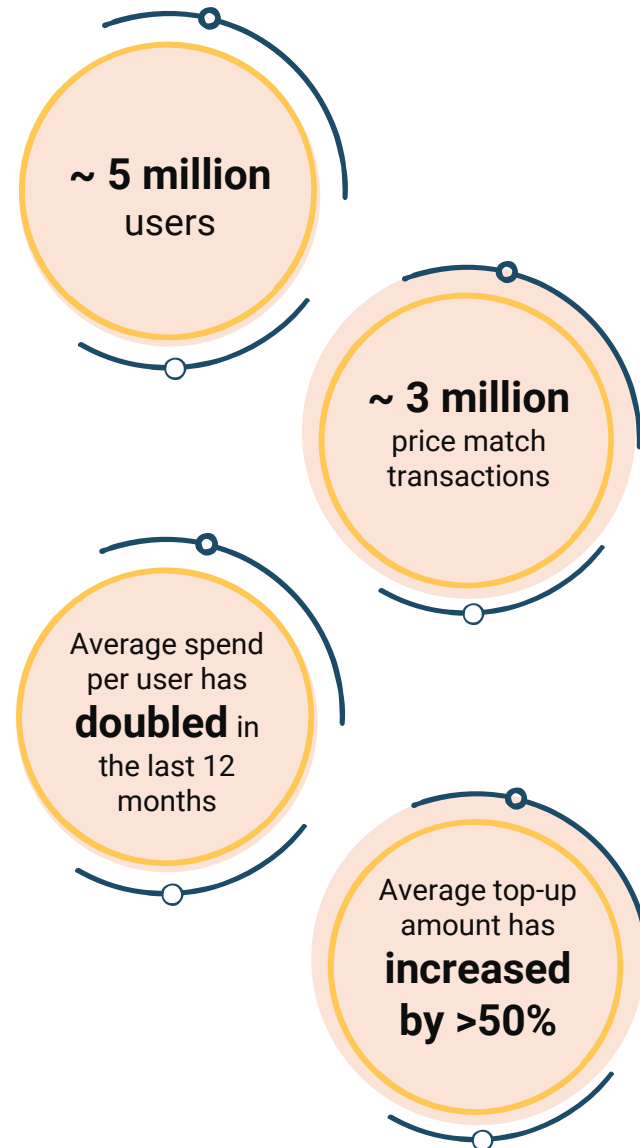 ~ 5 million
users
~ 3 million
price match
transactions
Average spend
per user has
doubled in
the last 12
months
Average top-up
amount has
increased
by >50%